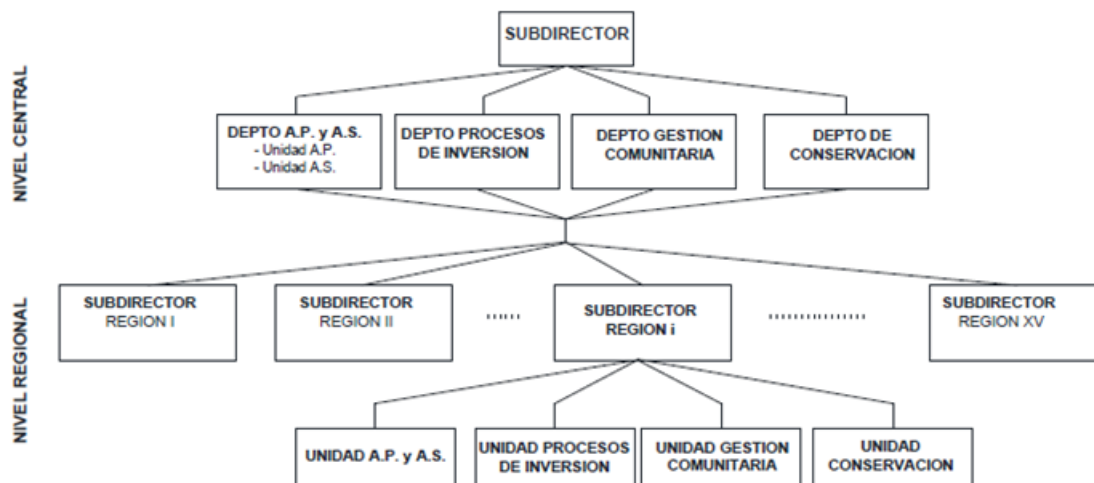 NIVEL CENTRAL
SUBDIRECTOR
DEPTO A.P. y A.S.
- Unidad A.P.
- Unidad A.S.
DEPTO PROCESOS
DE INVERSION
DEPTO GESTION
COMUNITARIA
DEPTO DE
CONSERVACION
NIVEL REGIONAL
SUBDIRECTOR
REGION I
SUBDIRECTOR
REGION II
SUBDIRECTOR
REGION i
SUBDIRECTOR
REGION XV
UNIDAD A.P. y A.S.
UNIDAD PROCESOS
DE INVERSION
UNIDAD GESTION
COMUNITARIA
UNIDAD
CONSERVACION